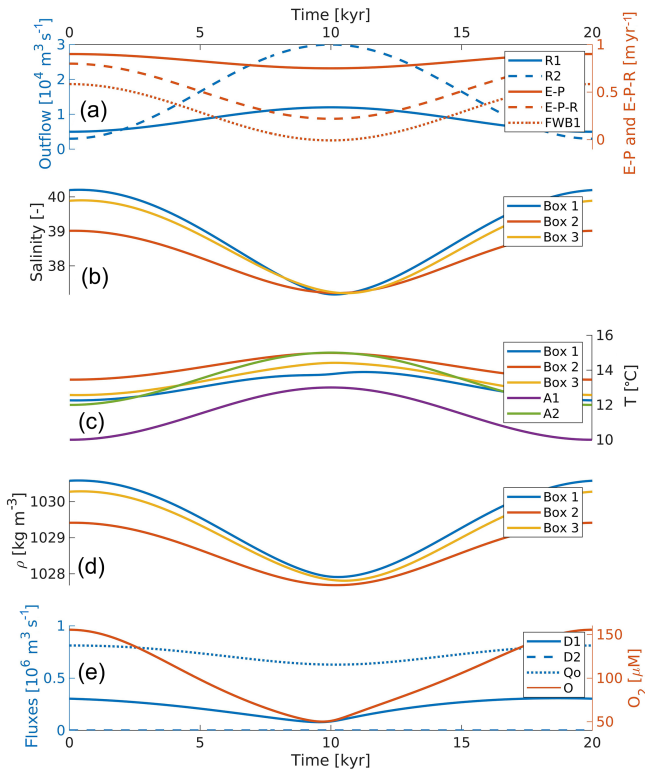 Time [kyr]
0 5 10 15 20
Outflow [10⁴ m³ s⁻¹]
3
2
1
0
(a)
R1
R2
E-P
E-P-R
FWB1
1
0.5
0
E-P and E-P-R [m yr⁻¹]
Salinity [-]
40
39
38
(b)
Box 1
Box 2
Box 3
(c)
Box 1
Box 2
Box 3
A1
A2
16
14
12
10
T [°C]
ρ [kg m⁻³]
1030
1029
1028
(d)
Box 1
Box 2
Box 3
Fluxes [10⁶ m³ s⁻¹]
1
0.5
0
(e)
D1
D2
Qo
O
150
100
50
O₂ [μM]
0 5 10 15 20
Time [kyr]